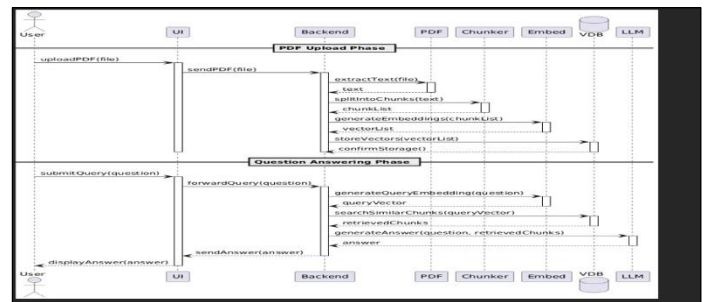 User UI Backend PDF Chunker Embed VDB LLM
PDF Upload Phase
uploadPDF(file)
sendPDF(file)
extractText(file)
text
splitIntoChunks(text)
chunkList
generateEmbeddings(chunkList)
vectorList
storeVectors(vectorList)
confirmStorage()
Question Answering Phase
submitQuery(question)
forwardQuery(question)
generateQueryEmbedding(question)
queryVector
searchSimilarChunks(queryVector)
retrievedChunks
generateAnswer(question, retrievedChunks)
answer
sendAnswer(answer)
displayAnswer(answer)
User UI Backend PDF Chunker Embed VDB LLM